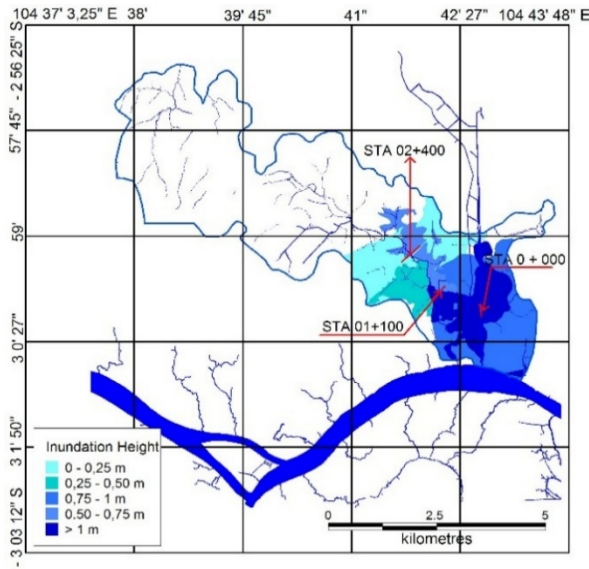 104 37' 3,25" E 38' 39'45" 41' 42'27" 104 43'48" E
- 2 56'25" S
57'45"
59'
3 0'27"
3 1'50"
- 3 03'12" S
STA 02+400
STA 0 + 000
STA 01+100
Inundation Height
0 - 0,25 m
0,25 - 0,50 m
0,75 - 1 m
0.50 - 0,75 m
> 1 m
0 2.5 5
kilometres